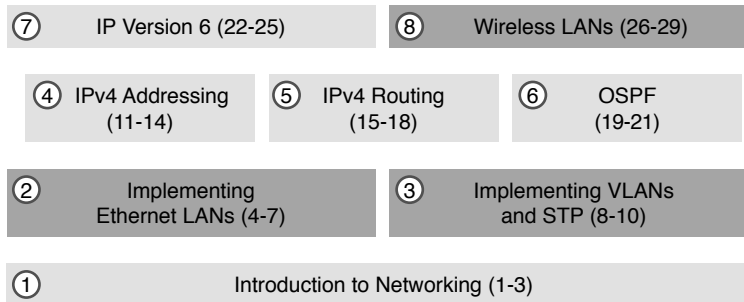 7 IP Version 6 (22-25)
8 Wireless LANs (26-29)
4 IPv4 Addressing
(11-14)
5 IPv4 Routing
(15-18)
6 OSPF
(19-21)
2 Implementing
Ethernet LANs (4-7)
3 Implementing VLANs
and STP (8-10)
1 Introduction to Networking (1-3)